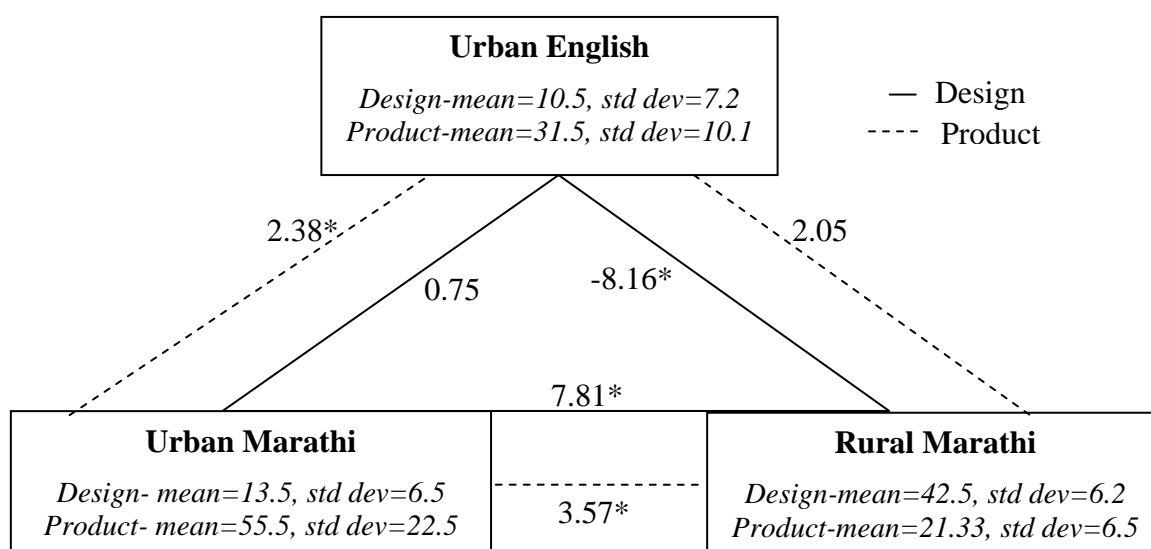 Urban English
Design-mean=10.5, std dev=7.2
Product-mean=31.5, std dev=10.1
Design
Product
2.38*
2.05
0.75
-8.16*
7.81*
Urban Marathi
Design- mean=13.5, std dev=6.5
Product- mean=55.5, std dev=22.5
3.57*
Rural Marathi
Design-mean=42.5, std dev=6.2
Product-mean=21.33, std dev=6.5